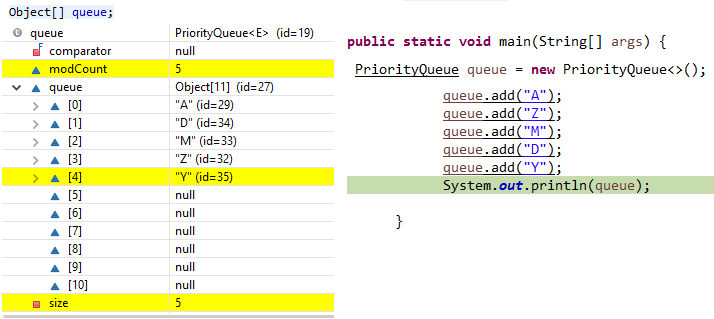 Object[] queue;
queue PriorityQueue<E> (id=19)
comparator null
modCount 5
queue Object[11] (id=27)
[0] "A" (id=29)
[1] "D" (id=34)
[2] "M" (id=33)
[3] "Z" (id=32)
[4] "Y" (id=35)
[5] null
[6] null
[7] null
[8] null
[9] null
[10] null
size 5
public static void main(String[] args) {
PriorityQueue queue = new PriorityQueue<>();
queue.add("A");
queue.add("Z");
queue.add("M");
queue.add("D");
queue.add("Y");
System.out.println(queue);
}